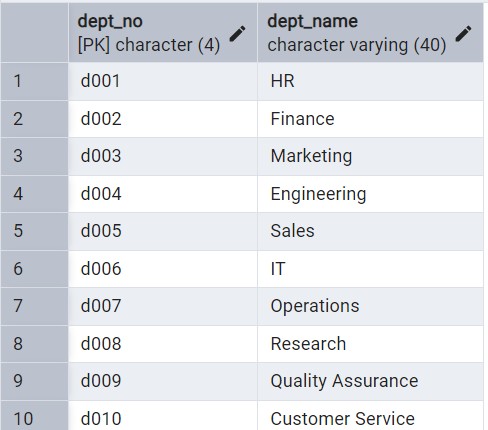 dept_no dept_name
[PK] character (4) character varying (40)
1 d001 HR
2 d002 Finance
3 d003 Marketing
4 d004 Engineering
5 d005 Sales
6 d006 IT
7 d007 Operations
8 d008 Research
9 d009 Quality Assurance
10 d010 Customer Service